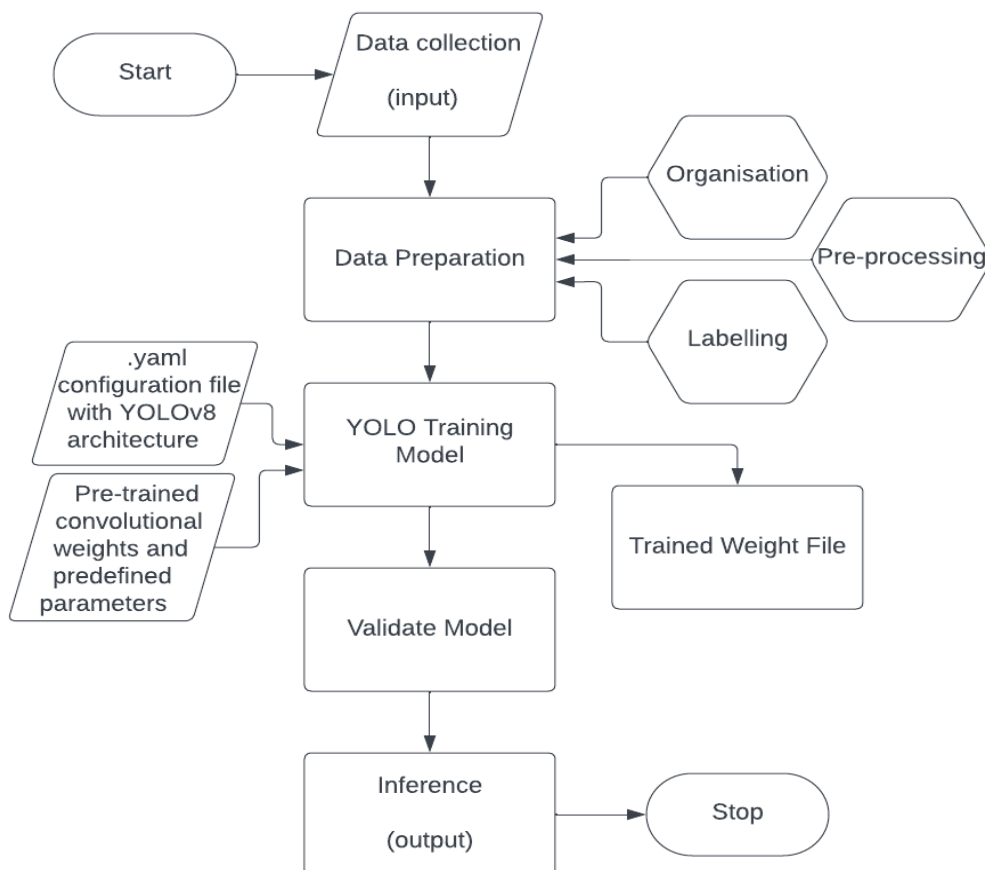 Start
Data collection
(input)
Organisation
Data Preparation
Pre-processing
Labelling
.yaml
configuration file
with YOLOv8
architecture
YOLO Training
Model
Pre-trained
convolutional
weights and
predefined
parameters
Trained Weight File
Validate Model
Inference
(output)
Stop